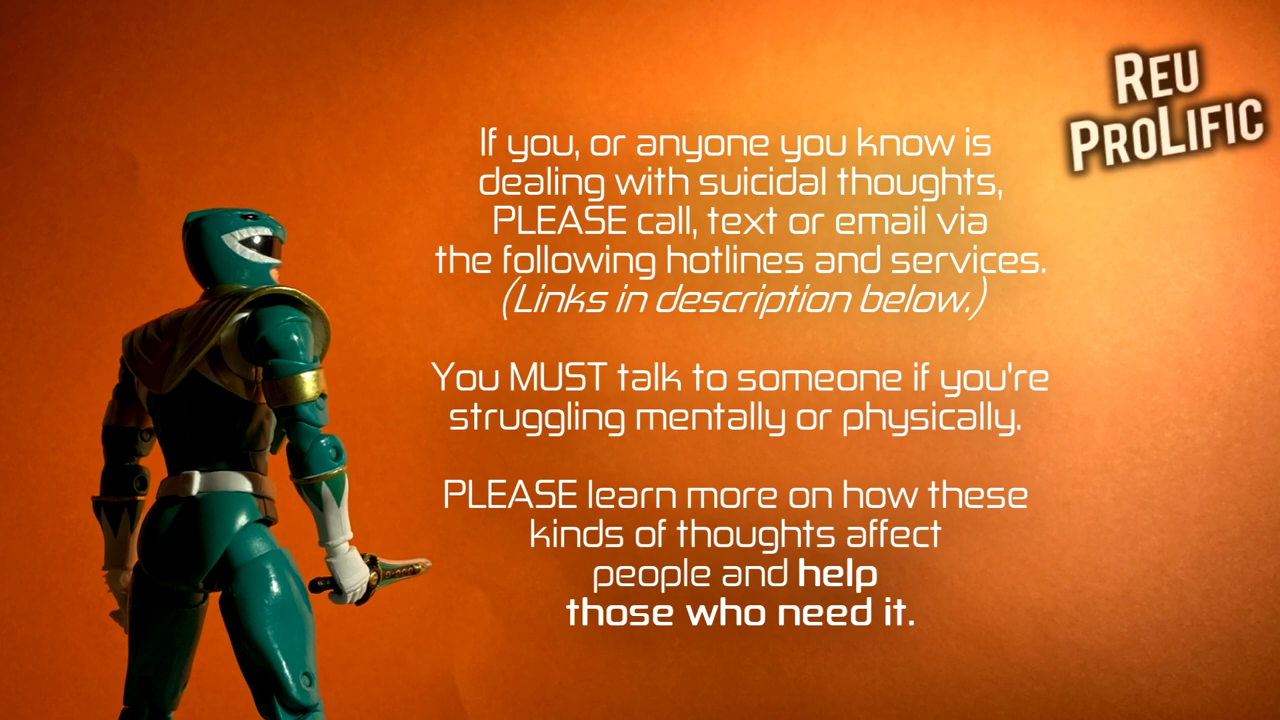 Reu
ProLific
If you, or anyone you know is
dealing with suicidal thoughts,
PLEASE call, text or email via
the following hotlines and services.
(Links in description below.)
You MUST talk to someone if you're
struggling mentally or physically.
PLEASE learn more on how these
kinds of thoughts affect
people and help
those who need it.